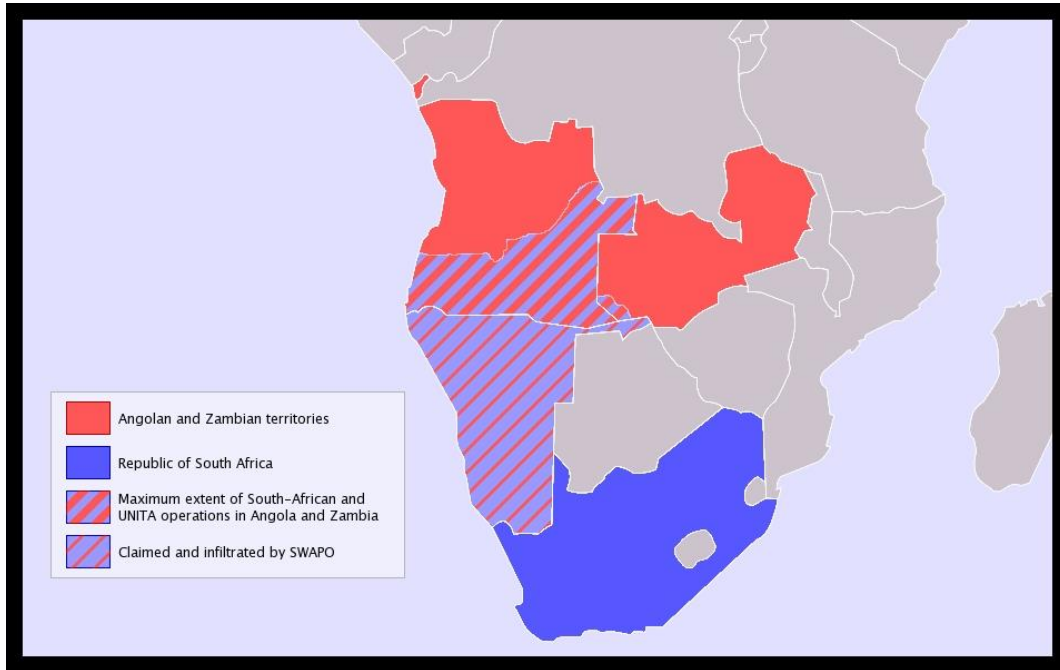 Angolan and Zambian territories
Republic of South Africa
Maximum extent of South-African and
UNITA operations in Angola and Zambia
Claimed and infiltrated by SWAPO